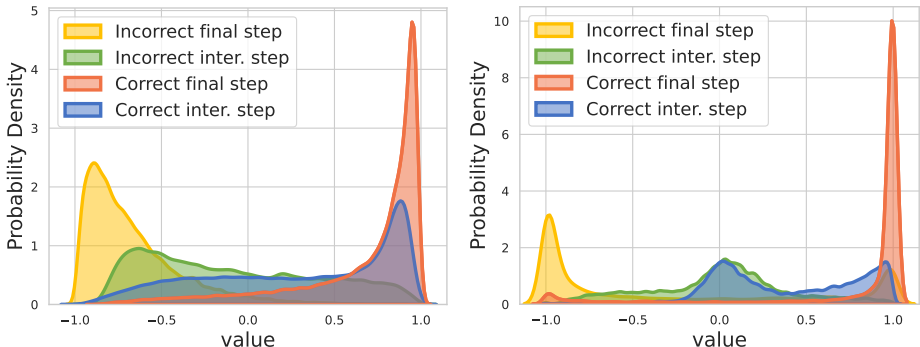 Probability Density
5
4
3
2
1
0
Incorrect final step
Incorrect inter. step
Correct final step
Correct inter. step
−1.0
−0.5
0.0
0.5
1.0
value
Probability Density
10
8
6
4
2
0
Incorrect final step
Incorrect inter. step
Correct final step
Correct inter. step
−1.0
−0.5
0.0
0.5
1.0
value